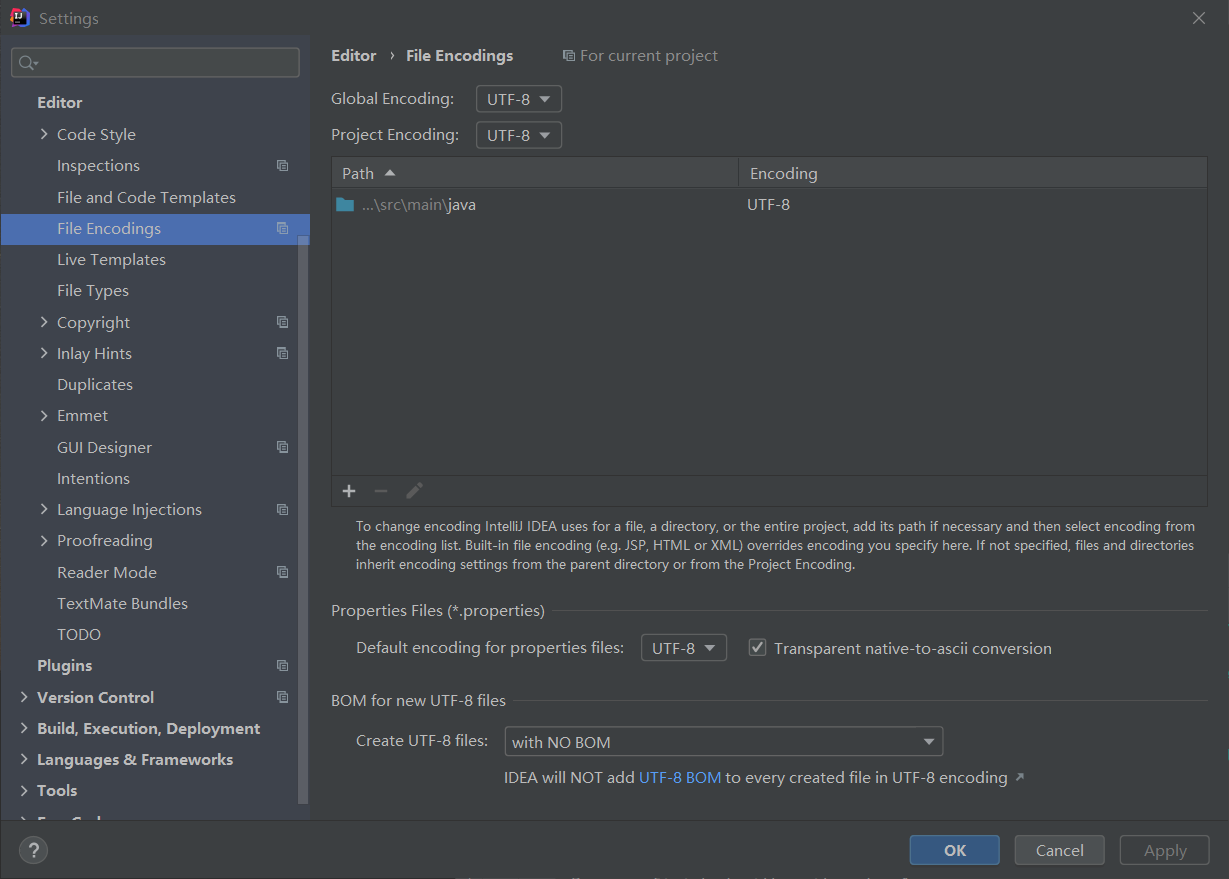 Settings
Editor › File Encodings For current project
Global Encoding: UTF-8
Project Encoding: UTF-8
Path Encoding
...\src\main\java UTF-8
Editor
Code Style
Inspections
File and Code Templates
File Encodings
Live Templates
File Types
Copyright
Inlay Hints
Duplicates
Emmet
GUI Designer
Intentions
Language Injections
Proofreading
Reader Mode
TextMate Bundles
TODO
Plugins
Version Control
Build, Execution, Deployment
Languages & Frameworks
Tools
To change encoding IntelliJ IDEA uses for a file, a directory, or the entire project, add its path if necessary and then select encoding from
the encoding list. Built-in file encoding (e.g. JSP, HTML or XML) overrides encoding you specify here. If not specified, files and directories
inherit encoding settings from the parent directory or from the Project Encoding.
Properties Files (*.properties)
Default encoding for properties files: UTF-8 Transparent native-to-ascii conversion
BOM for new UTF-8 files
Create UTF-8 files: with NO BOM
IDEA will NOT add UTF-8 BOM to every created file in UTF-8 encoding ↗
? OK Cancel Apply